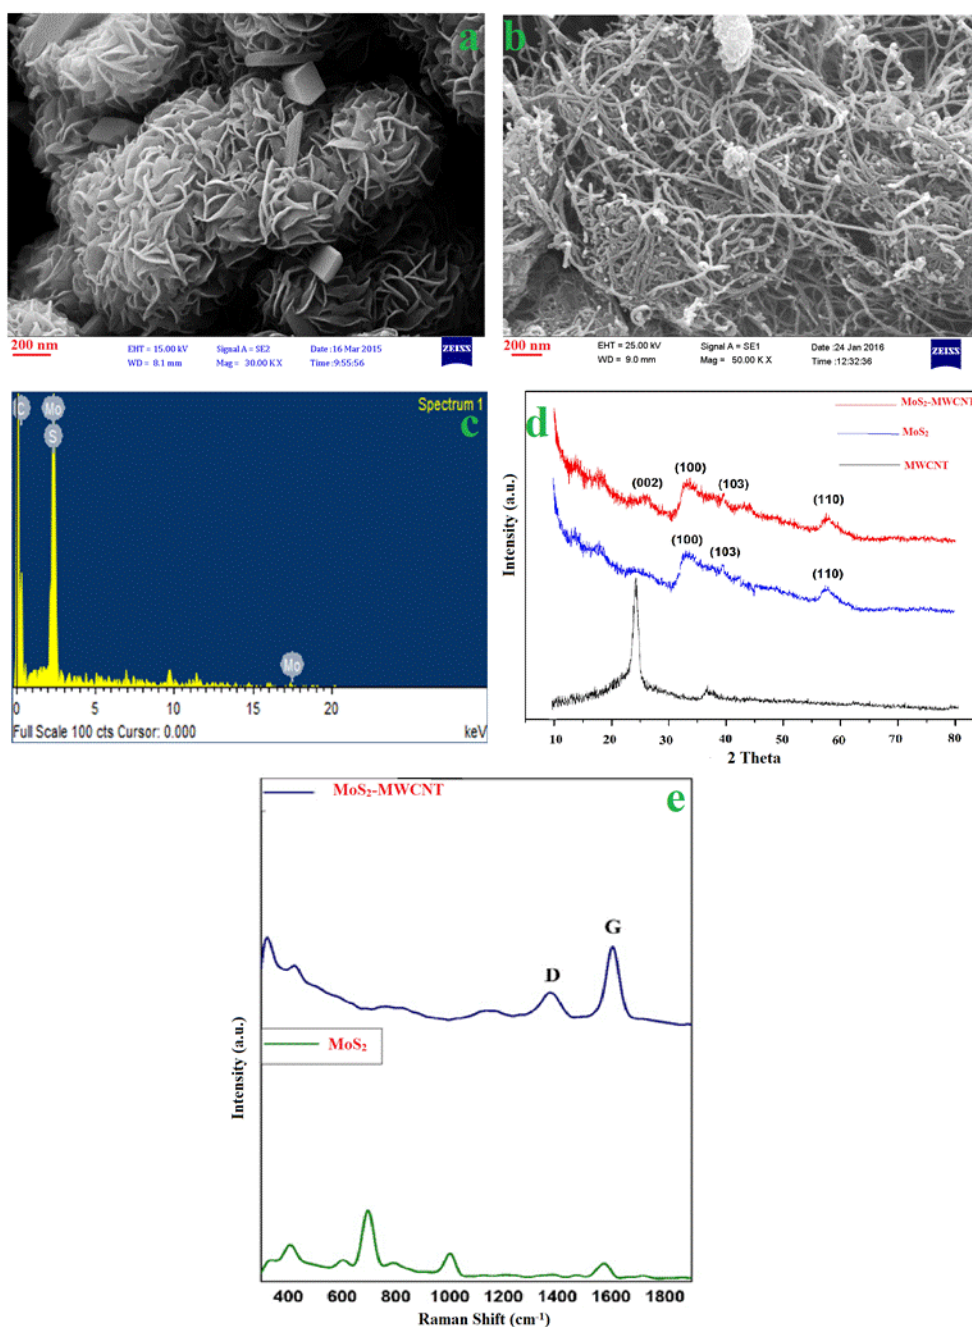 a
200 nm
EHT = 15.00 kV Signal A = SE2 Date :16 Mar 2015
WD = 8.1 mm Mag = 30.00 K X Time :9:55:56
ZEISS
b
200 nm
EHT = 25.00 kV Signal A = SE1 Date :24 Jan 2016
WD = 9.0 mm Mag = 50.00 K X Time :12:32:36
ZEISS
C Mo Spectrum 1
S c
Mo
0 5 10 15 20
Full Scale 100 cts Cursor: 0.000 keV
d
MoS₂-MWCNT
MoS₂
MWCNT
(002) (100) (103) (110)
(100) (103) (110)
Intensity (a.u.)
10 20 30 40 50 60 70 80
2 Theta
e
MoS₂-MWCNT
D G
MoS₂
Intensity (a.u.)
400 600 800 1000 1200 1400 1600 1800
Raman Shift (cm⁻¹)